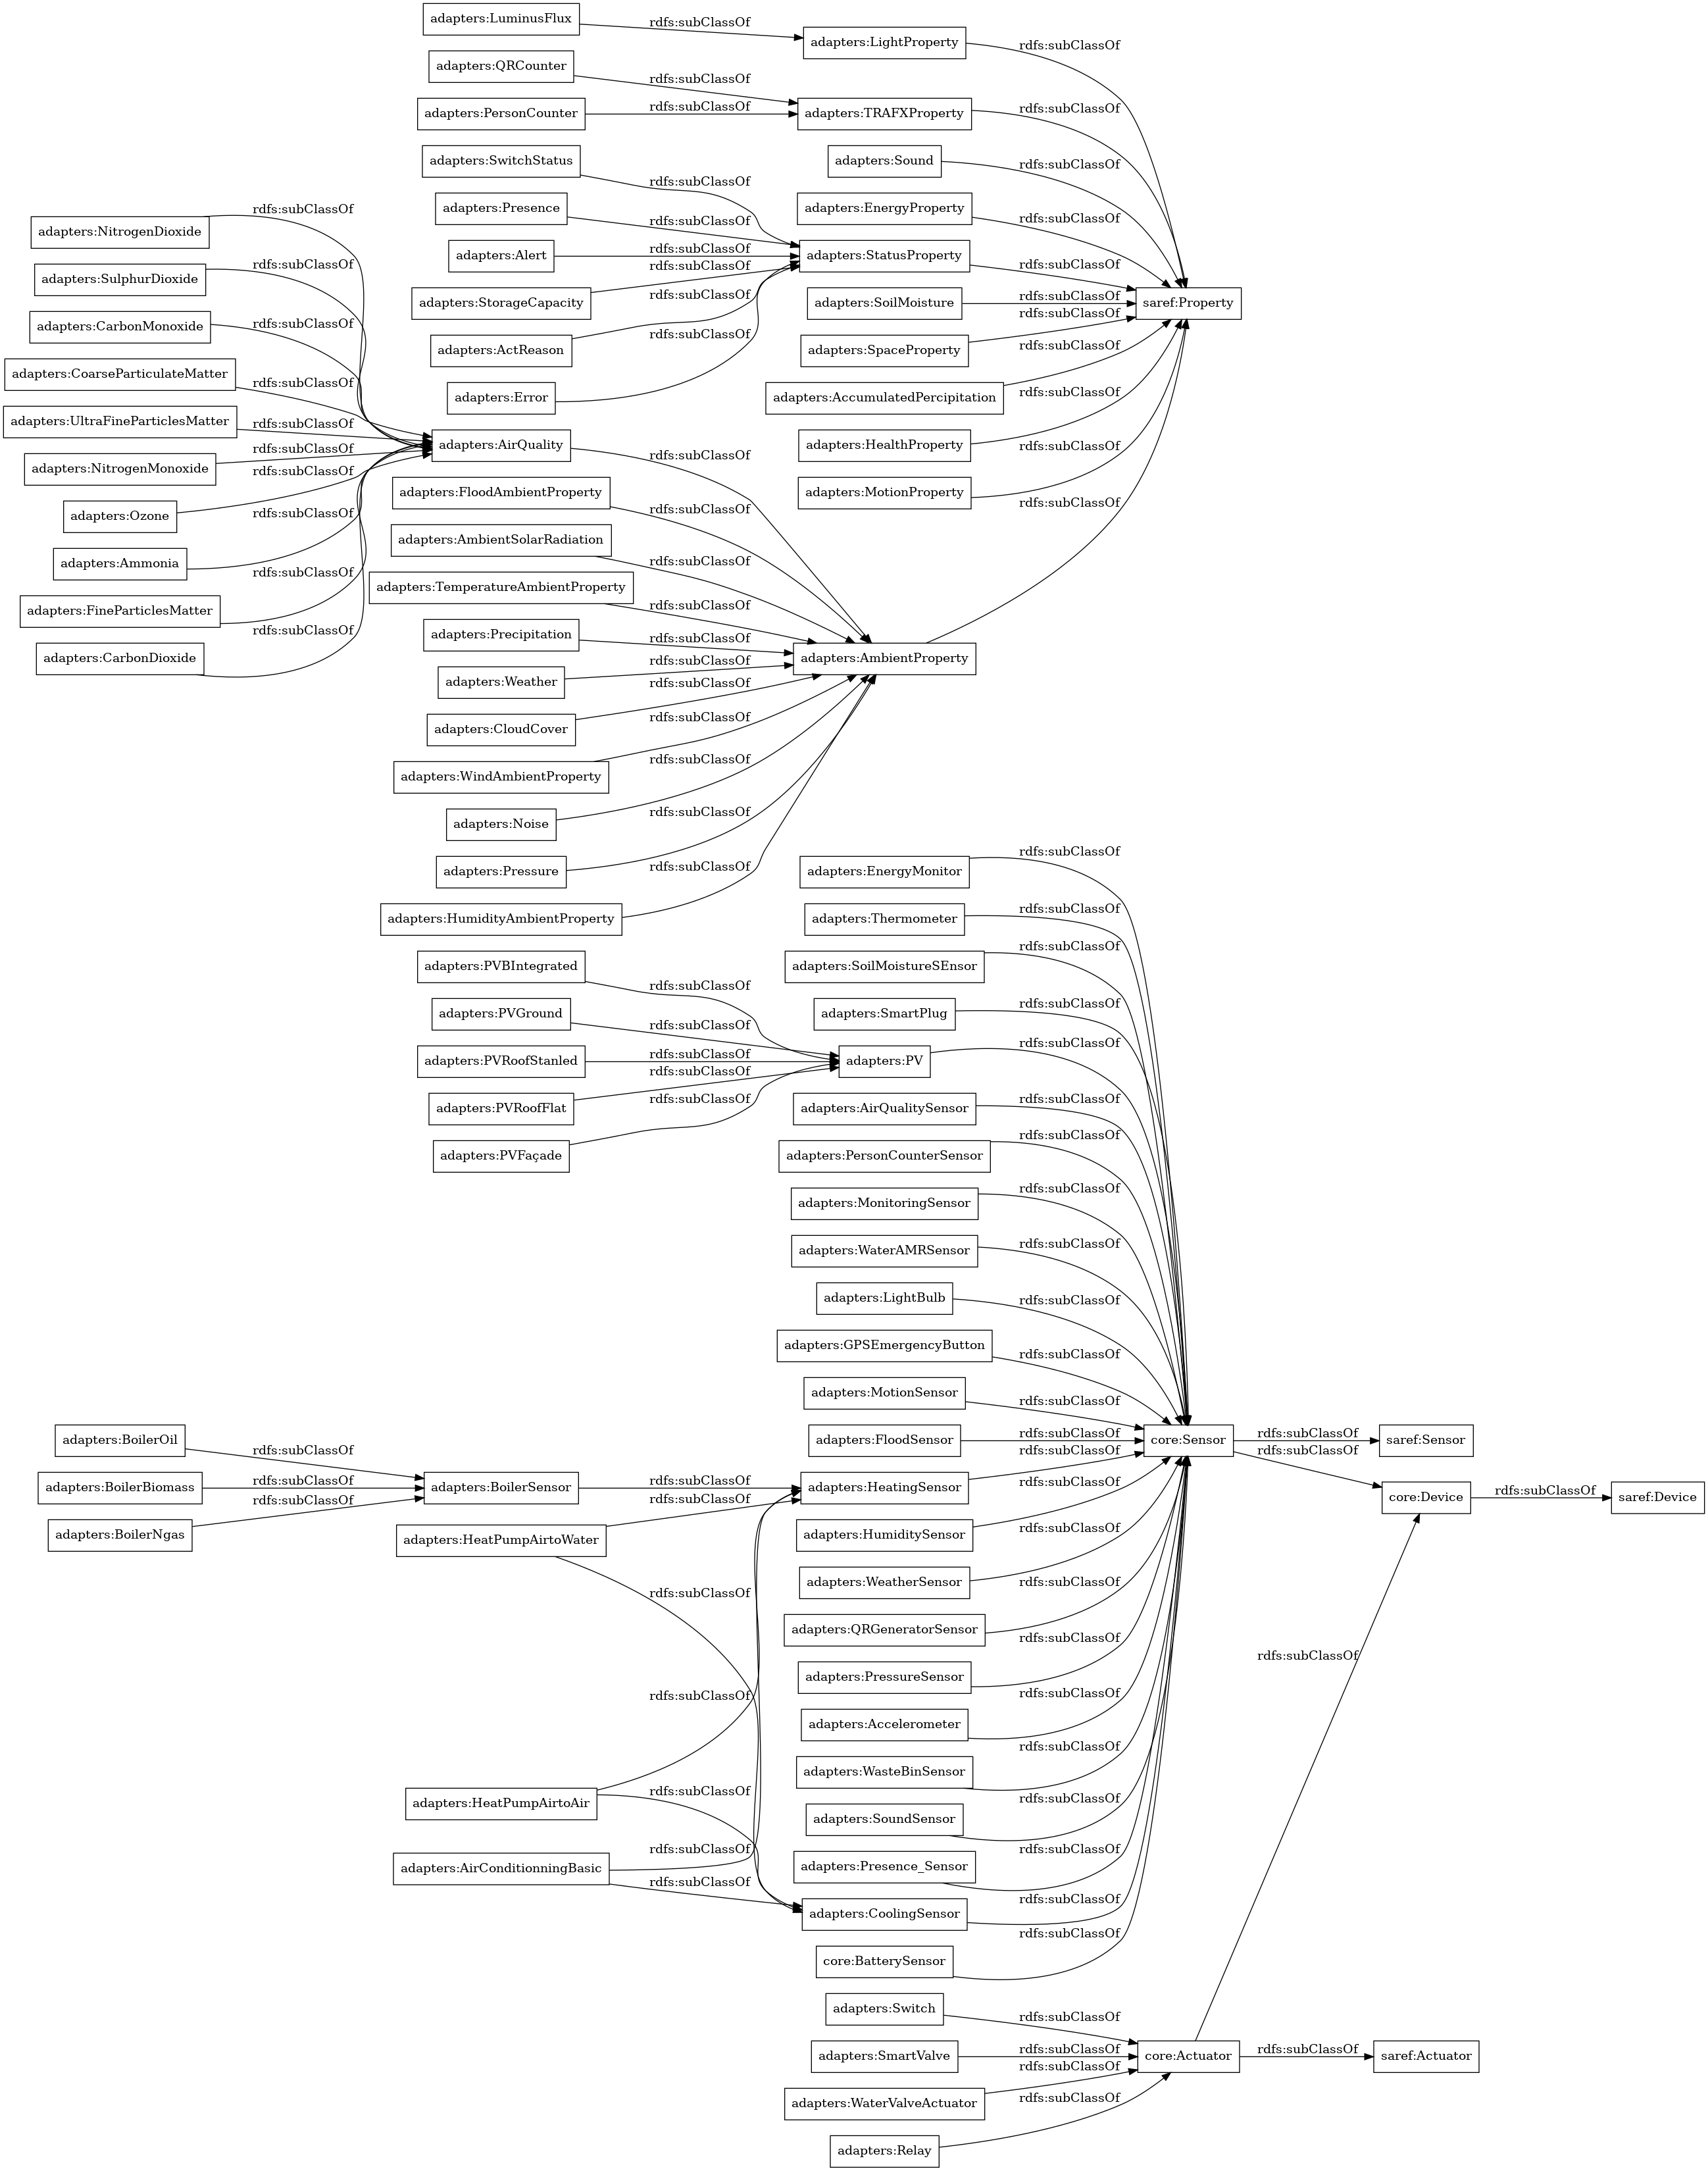 adapters:LuminusFlux
rdfs:subClassOf
adapters:LightProperty
rdfs:subClassOf
adapters:QRCounter
rdfs:subClassOf
adapters:PersonCounter
rdfs:subClassOf
adapters:TRAFXProperty
rdfs:subClassOf
adapters:SwitchStatus
rdfs:subClassOf
adapters:Sound
rdfs:subClassOf
adapters:Presence
rdfs:subClassOf
adapters:EnergyProperty
rdfs:subClassOf
adapters:Alert
rdfs:subClassOf
adapters:StatusProperty
rdfs:subClassOf
adapters:StorageCapacity
rdfs:subClassOf
adapters:SoilMoisture
rdfs:subClassOf
saref:Property
adapters:ActReason
rdfs:subClassOf
adapters:SpaceProperty
rdfs:subClassOf
adapters:Error
rdfs:subClassOf
adapters:AccumulatedPercipitation
rdfs:subClassOf
adapters:HealthProperty
rdfs:subClassOf
adapters:MotionProperty
rdfs:subClassOf
adapters:NitrogenDioxide
rdfs:subClassOf
adapters:SulphurDioxide
rdfs:subClassOf
adapters:CarbonMonoxide
rdfs:subClassOf
adapters:CoarseParticulateMatter
rdfs:subClassOf
adapters:UltraFineParticlesMatter
rdfs:subClassOf
adapters:NitrogenMonoxide
rdfs:subClassOf
adapters:Ozone
rdfs:subClassOf
adapters:Ammonia
rdfs:subClassOf
adapters:FineParticlesMatter
rdfs:subClassOf
adapters:CarbonDioxide
rdfs:subClassOf
adapters:AirQuality
rdfs:subClassOf
adapters:FloodAmbientProperty
rdfs:subClassOf
adapters:AmbientSolarRadiation
rdfs:subClassOf
adapters:TemperatureAmbientProperty
rdfs:subClassOf
adapters:Precipitation
rdfs:subClassOf
adapters:Weather
rdfs:subClassOf
adapters:CloudCover
rdfs:subClassOf
adapters:WindAmbientProperty
rdfs:subClassOf
adapters:Noise
rdfs:subClassOf
adapters:Pressure
rdfs:subClassOf
adapters:HumidityAmbientProperty
rdfs:subClassOf
adapters:AmbientProperty
rdfs:subClassOf
adapters:EnergyMonitor
rdfs:subClassOf
adapters:Thermometer
rdfs:subClassOf
adapters:SoilMoistureSEnsor
rdfs:subClassOf
adapters:SmartPlug
rdfs:subClassOf
adapters:PVBIntegrated
rdfs:subClassOf
adapters:PVGround
rdfs:subClassOf
adapters:PVRoofStanled
rdfs:subClassOf
adapters:PVRoofFlat
rdfs:subClassOf
adapters:PVFaçade
rdfs:subClassOf
adapters:PV
rdfs:subClassOf
adapters:AirQualitySensor
rdfs:subClassOf
adapters:PersonCounterSensor
rdfs:subClassOf
adapters:MonitoringSensor
rdfs:subClassOf
adapters:WaterAMRSensor
rdfs:subClassOf
adapters:LightBulb
rdfs:subClassOf
adapters:GPSEmergencyButton
rdfs:subClassOf
adapters:MotionSensor
rdfs:subClassOf
adapters:FloodSensor
rdfs:subClassOf
core:Sensor
rdfs:subClassOf
saref:Sensor
rdfs:subClassOf
adapters:BoilerOil
rdfs:subClassOf
adapters:BoilerBiomass
rdfs:subClassOf
adapters:BoilerNgas
rdfs:subClassOf
adapters:BoilerSensor
rdfs:subClassOf
adapters:HeatingSensor
core:Device
rdfs:subClassOf
saref:Device
adapters:HeatPumpAirtoWater
rdfs:subClassOf
rdfs:subClassOf
adapters:HumiditySensor
rdfs:subClassOf
adapters:WeatherSensor
rdfs:subClassOf
adapters:QRGeneratorSensor
rdfs:subClassOf
adapters:PressureSensor
rdfs:subClassOf
adapters:Accelerometer
rdfs:subClassOf
adapters:WasteBinSensor
rdfs:subClassOf
adapters:HeatPumpAirtoAir
rdfs:subClassOf
rdfs:subClassOf
adapters:SoundSensor
rdfs:subClassOf
adapters:AirConditionningBasic
rdfs:subClassOf
rdfs:subClassOf
adapters:Presence_Sensor
rdfs:subClassOf
adapters:CoolingSensor
rdfs:subClassOf
core:BatterySensor
rdfs:subClassOf
adapters:Switch
rdfs:subClassOf
adapters:SmartValve
rdfs:subClassOf
adapters:WaterValveActuator
rdfs:subClassOf
adapters:Relay
rdfs:subClassOf
core:Actuator
rdfs:subClassOf
rdfs:subClassOf
saref:Actuator